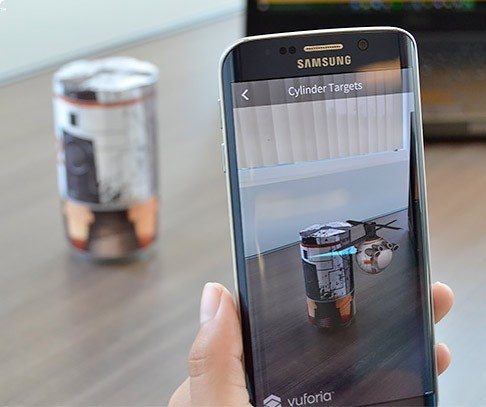 SAMSUNG
Cylinder Targets
vuforia